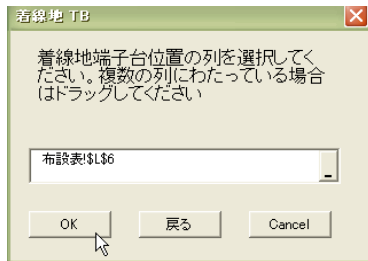 着線地 TB
着線地端子台位置の列を選択してく
ださい。複数の列にわたっている場合
はドラッグしてください
布設表!$L$6
OK 戻る Cancel